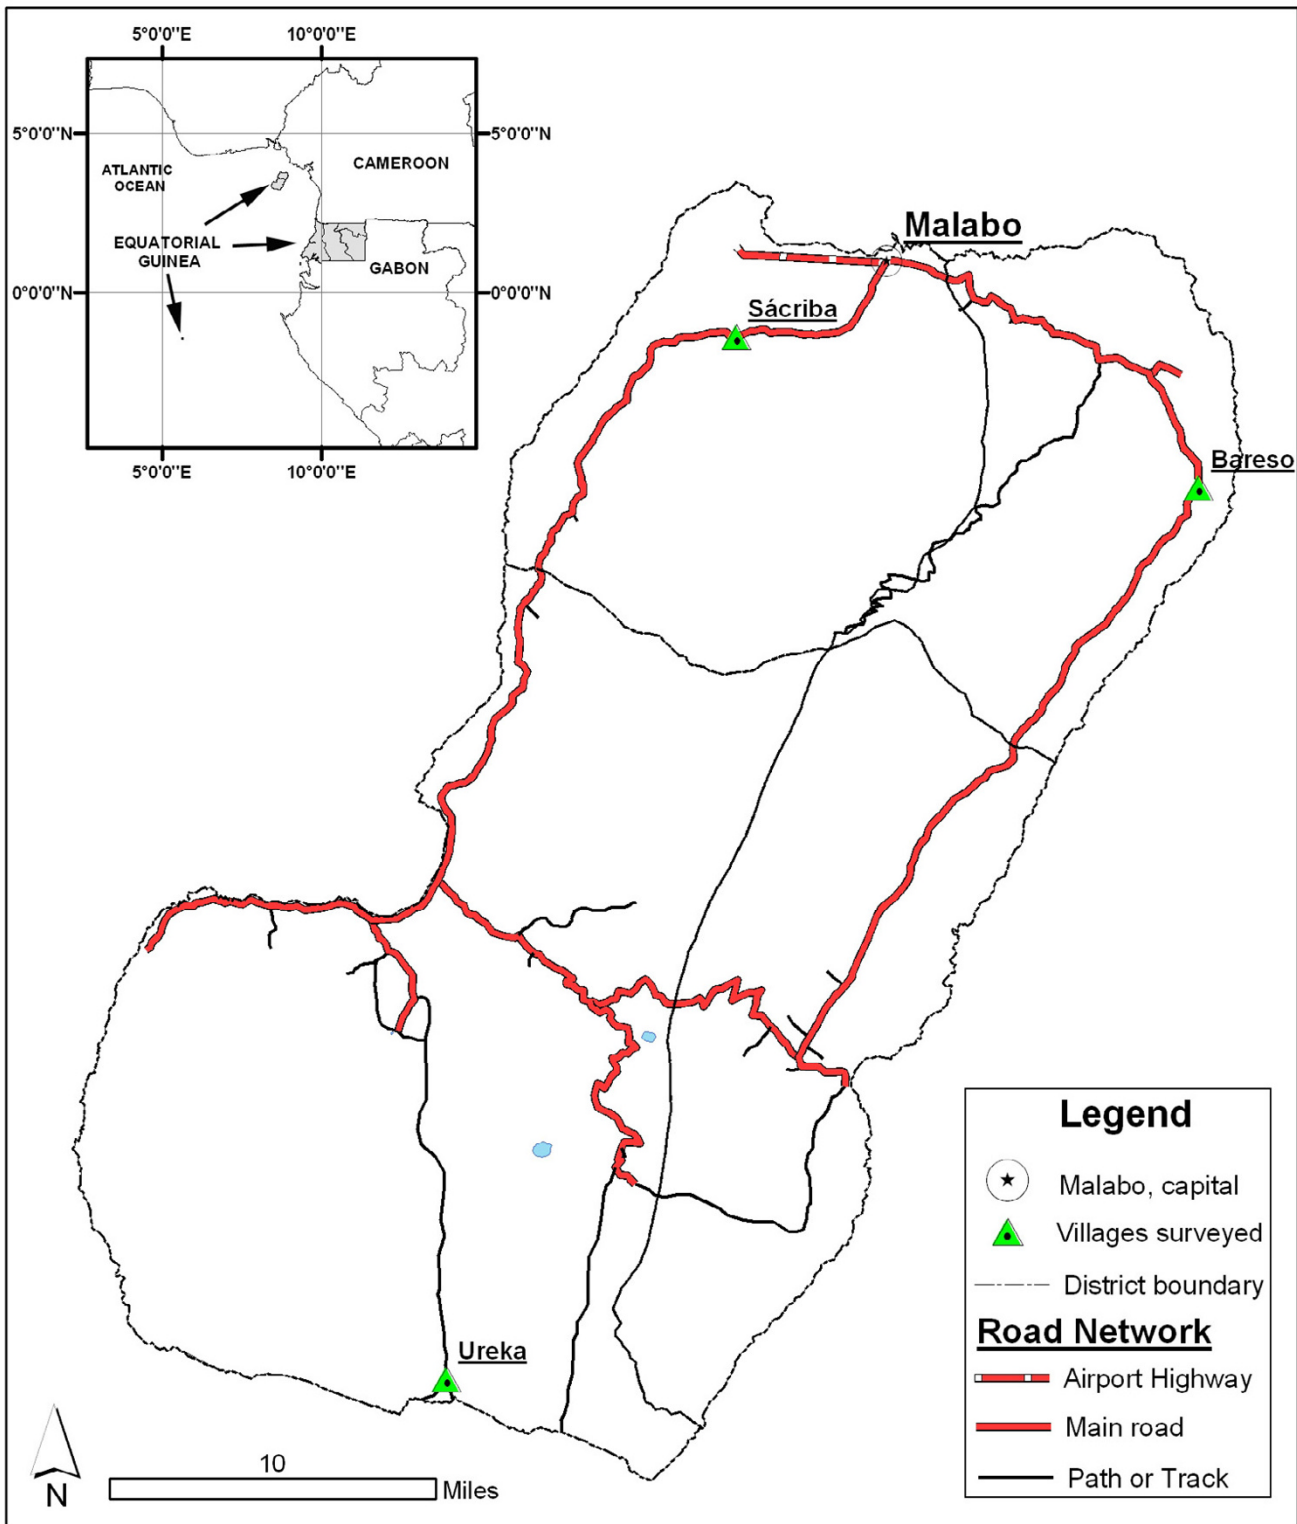 5°0'0"E
10°0'0"E
5°0'0"N
5°0'0"N
ATLANTIC
OCEAN
CAMEROON
EQUATORIAL
GUINEA
GABON
0°0'0"N
0°0'0"N
5°0'0"E
10°0'0"E
Malabo
Sácriba
Bareso
Ureka
Legend
Malabo, capital
Villages surveyed
District boundary
Road Network
Airport Highway
Main road
Path or Track
N
10
Miles